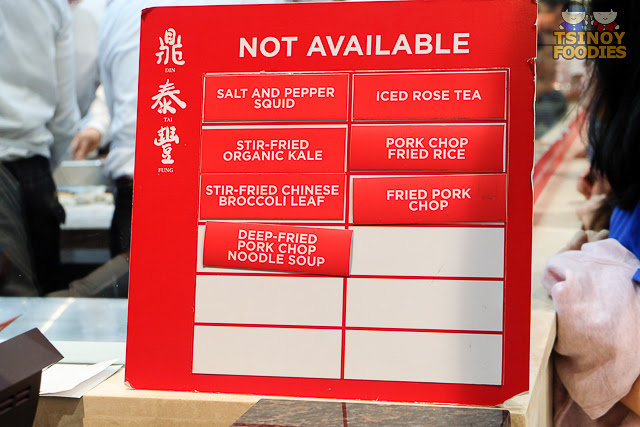 TSINOY
FOODIES
鼎
DIN
泰
TAI
豐
FUNG
NOT AVAILABLE
SALT AND PEPPER
SQUID
ICED ROSE TEA
STIR-FRIED
ORGANIC KALE
PORK CHOP
FRIED RICE
STIR-FRIED CHINESE
BROCCOLI LEAF
FRIED PORK
CHOP
DEEP-FRIED
PORK CHOP
NOODLE SOUP